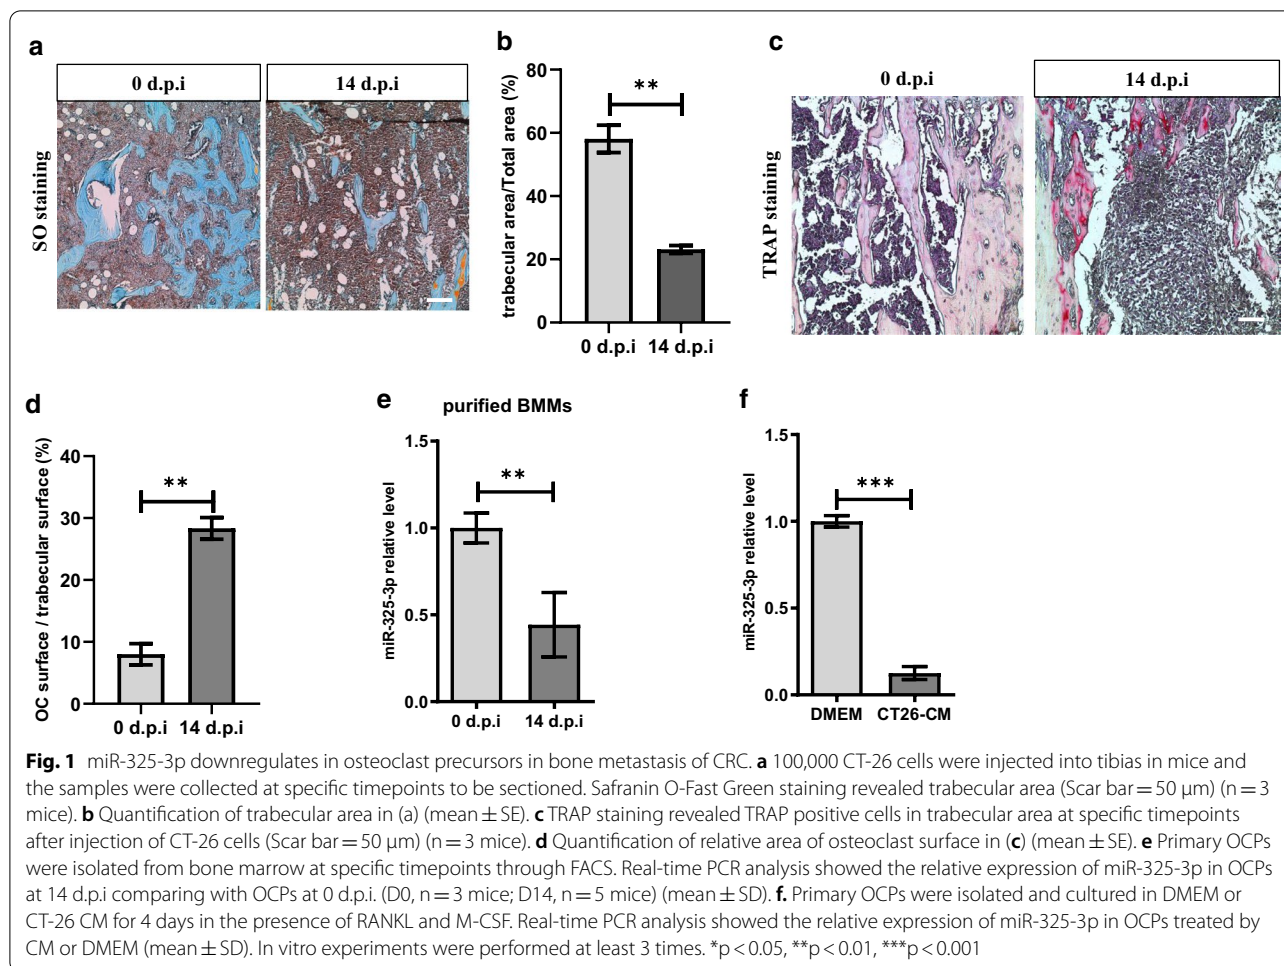 a
0 d.p.i
14 d.p.i
SO staining
b
trabecular area/Total area (%)
80
60
40
20
0
**
0 d.p.i 14 d.p.i
c
0 d.p.i
14 d.p.i
TRAP staining
d
OC surface / trabecular surface (%)
40
30
20
10
0
**
0 d.p.i 14 d.p.i
e
purified BMMs
miR-325-3p relative level
1.5
1.0
0.5
0.0
**
0 d.p.i 14 d.p.i
f
miR-325-3p relative level
1.5
1.0
0.5
0.0
***
DMEM CT26-CM
Fig. 1 miR-325-3p downregulates in osteoclast precursors in bone metastasis of CRC. a 100,000 CT-26 cells were injected into tibias in mice and
the samples were collected at specific timepoints to be sectioned. Safranin O-Fast Green staining revealed trabecular area (Scar bar = 50 μm) (n = 3
mice). b Quantification of trabecular area in (a) (mean ± SE). c TRAP staining revealed TRAP positive cells in trabecular area at specific timepoints
after injection of CT-26 cells (Scar bar = 50 μm) (n = 3 mice). d Quantification of relative area of osteoclast surface in (c) (mean ± SE). e Primary OCPs
were isolated from bone marrow at specific timepoints through FACS. Real-time PCR analysis showed the relative expression of miR-325-3p in OCPs
at 14 d.p.i comparing with OCPs at 0 d.p.i. (D0, n = 3 mice; D14, n = 5 mice) (mean ± SD). f. Primary OCPs were isolated and cultured in DMEM or
CT-26 CM for 4 days in the presence of RANKL and M-CSF. Real-time PCR analysis showed the relative expression of miR-325-3p in OCPs treated by
CM or DMEM (mean ± SD). In vitro experiments were performed at least 3 times. *p < 0.05, **p < 0.01, ***p < 0.001